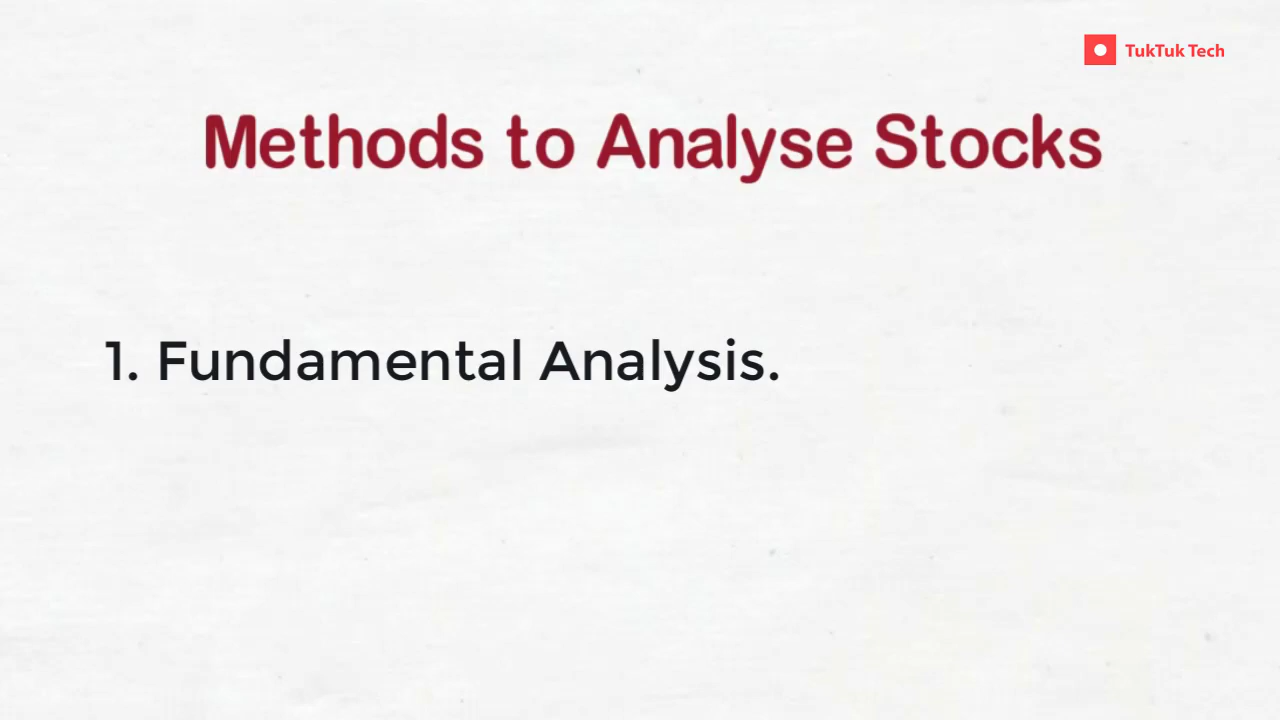 TukTuk Tech
Methods to Analyse Stocks
1. Fundamental Analysis.